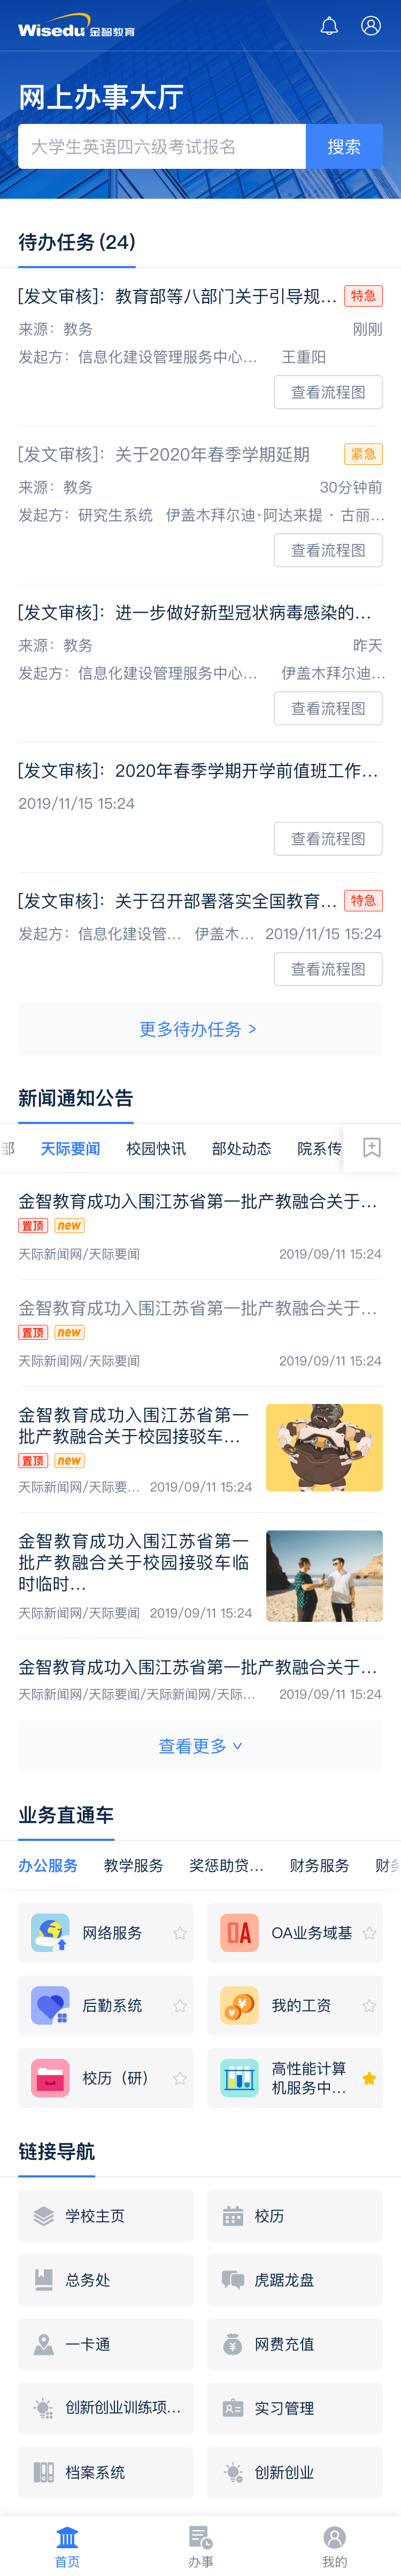 Wisedu 金智教育
网上办事大厅
大学生英语四六级考试报名 搜索
待办任务 (24)
[发文审核]：教育部等八部门关于引导规... 特急
来源：教务 刚刚
发起方：信息化建设管理服务中心... 王重阳
查看流程图
[发文审核]：关于2020年春季学期延期 紧急
来源：教务 30分钟前
发起方：研究生系统 伊盖木拜尔迪·阿达来提 · 古丽...
查看流程图
[发文审核]：进一步做好新型冠状病毒感染的...
来源：教务 昨天
发起方：信息化建设管理服务中心... 伊盖木拜尔迪...
查看流程图
[发文审核]：2020年春季学期开学前值班工作...
2019/11/15 15:24
查看流程图
[发文审核]：关于召开部署落实全国教育... 特急
发起方：信息化建设管... 伊盖木... 2019/11/15 15:24
查看流程图
更多待办任务 >
新闻通知公告
部 天际要闻 校园快讯 部处动态 院系传
金智教育成功入围江苏省第一批产教融合关于...
置顶 new
天际新闻网/天际要闻 2019/09/11 15:24
金智教育成功入围江苏省第一批产教融合关于...
置顶 new
天际新闻网/天际要闻 2019/09/11 15:24
金智教育成功入围江苏省第一
批产教融合关于校园接驳车...
置顶 new
天际新闻网/天际要... 2019/09/11 15:24
金智教育成功入围江苏省第一
批产教融合关于校园接驳车临
时临时...
天际新闻网/天际要闻 2019/09/11 15:24
金智教育成功入围江苏省第一批产教融合关于...
天际新闻网/天际要闻/天际新闻网/天际... 2019/09/11 15:24
查看更多
业务直通车
办公服务 教学服务 奖惩助贷... 财务服务 财务
网络服务 OA业务域基
后勤系统 我的工资
校历（研） 高性能计算
机服务中...
链接导航
学校主页 校历
总务处 虎踞龙盘
一卡通 网费充值
创新创业训练项... 实习管理
档案系统 创新创业
首页 办事 我的